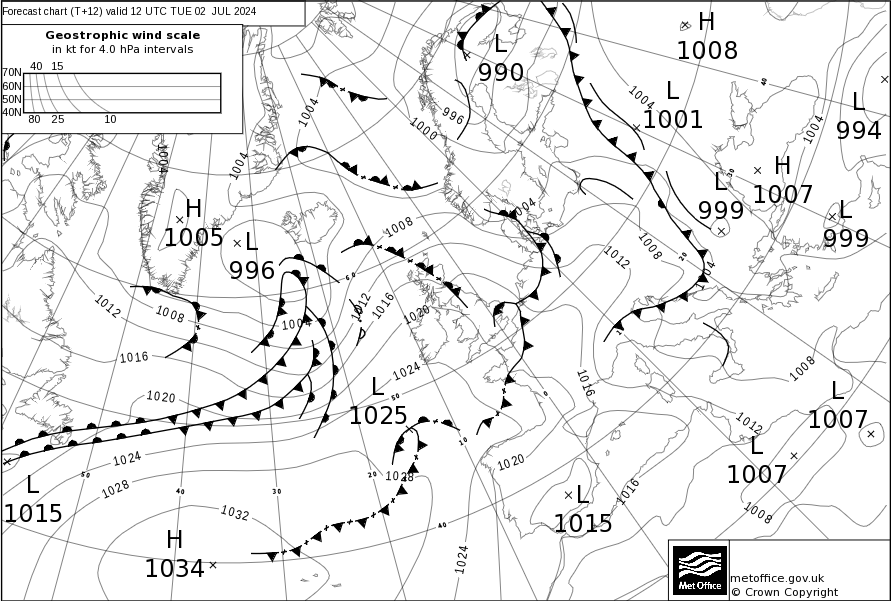 Forecast chart (T+12) valid 12 UTC TUE 02 JUL 2024
Geostrophic wind scale
in kt for 4.0 hPa intervals
40 15
70N
60N
50N
40N
80 25 10
H
1008
L
990
L
1001
L
994
H
1007
L
999
L
999
H
1005
L
996
L
1025
L
1007
L
1007
L
1015
L
1015
H
1034
1004
996
1000
1004
1004
1004
1004
1004
1008
1008
1012
1012
1008
1004
1012
1016
1020
1016
1020
1024
1016
1008
1012
1024
1028
1028
1032
1020
1016
1008
1024
40
30
20
60
50
0
10
50
40
30
20
40
metoffice.gov.uk
© Crown Copyright
Met Office